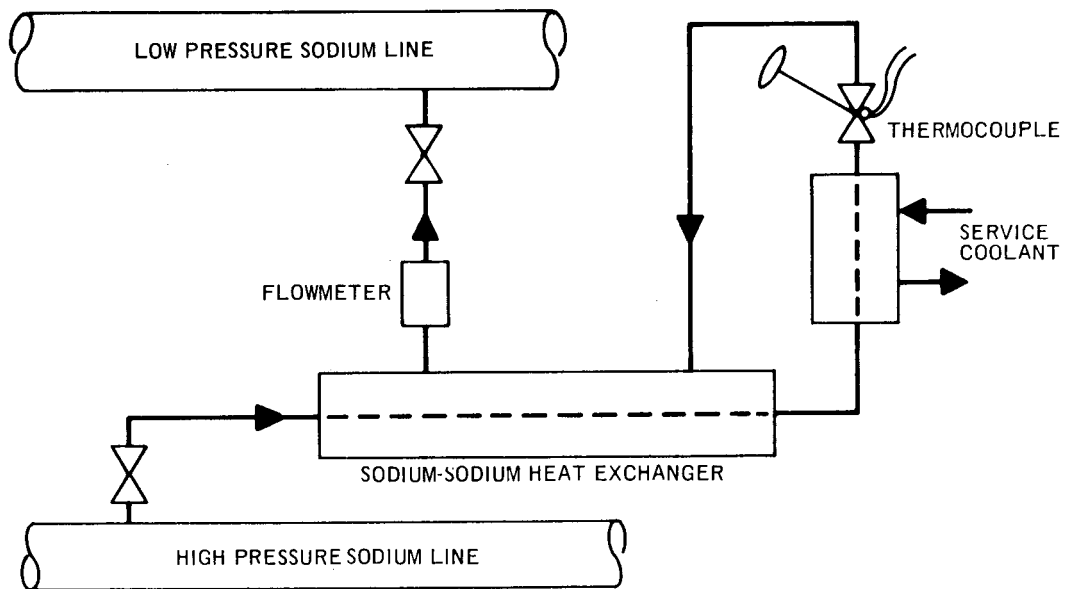 LOW PRESSURE SODIUM LINE
THERMOCOUPLE
SERVICE
COOLANT
FLOWMETER
SODIUM-SODIUM HEAT EXCHANGER
HIGH PRESSURE SODIUM LINE